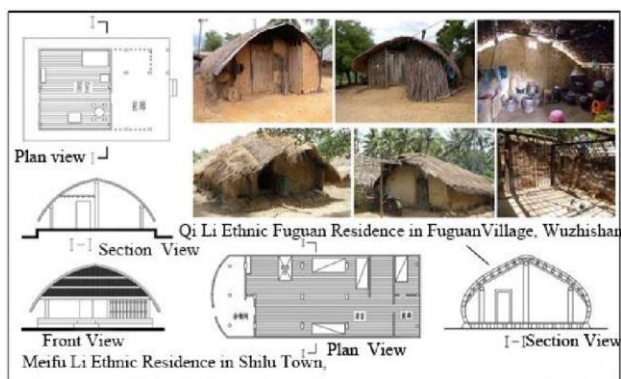 I
Plan view
I
I-I Section View
Front View
Meifu Li Ethnic Residence in Shilu Town,
Qi Li Ethnic Fuguan Residence in FuguanVillage, Wuzhishan
I
I
Plan View
I-ISection View